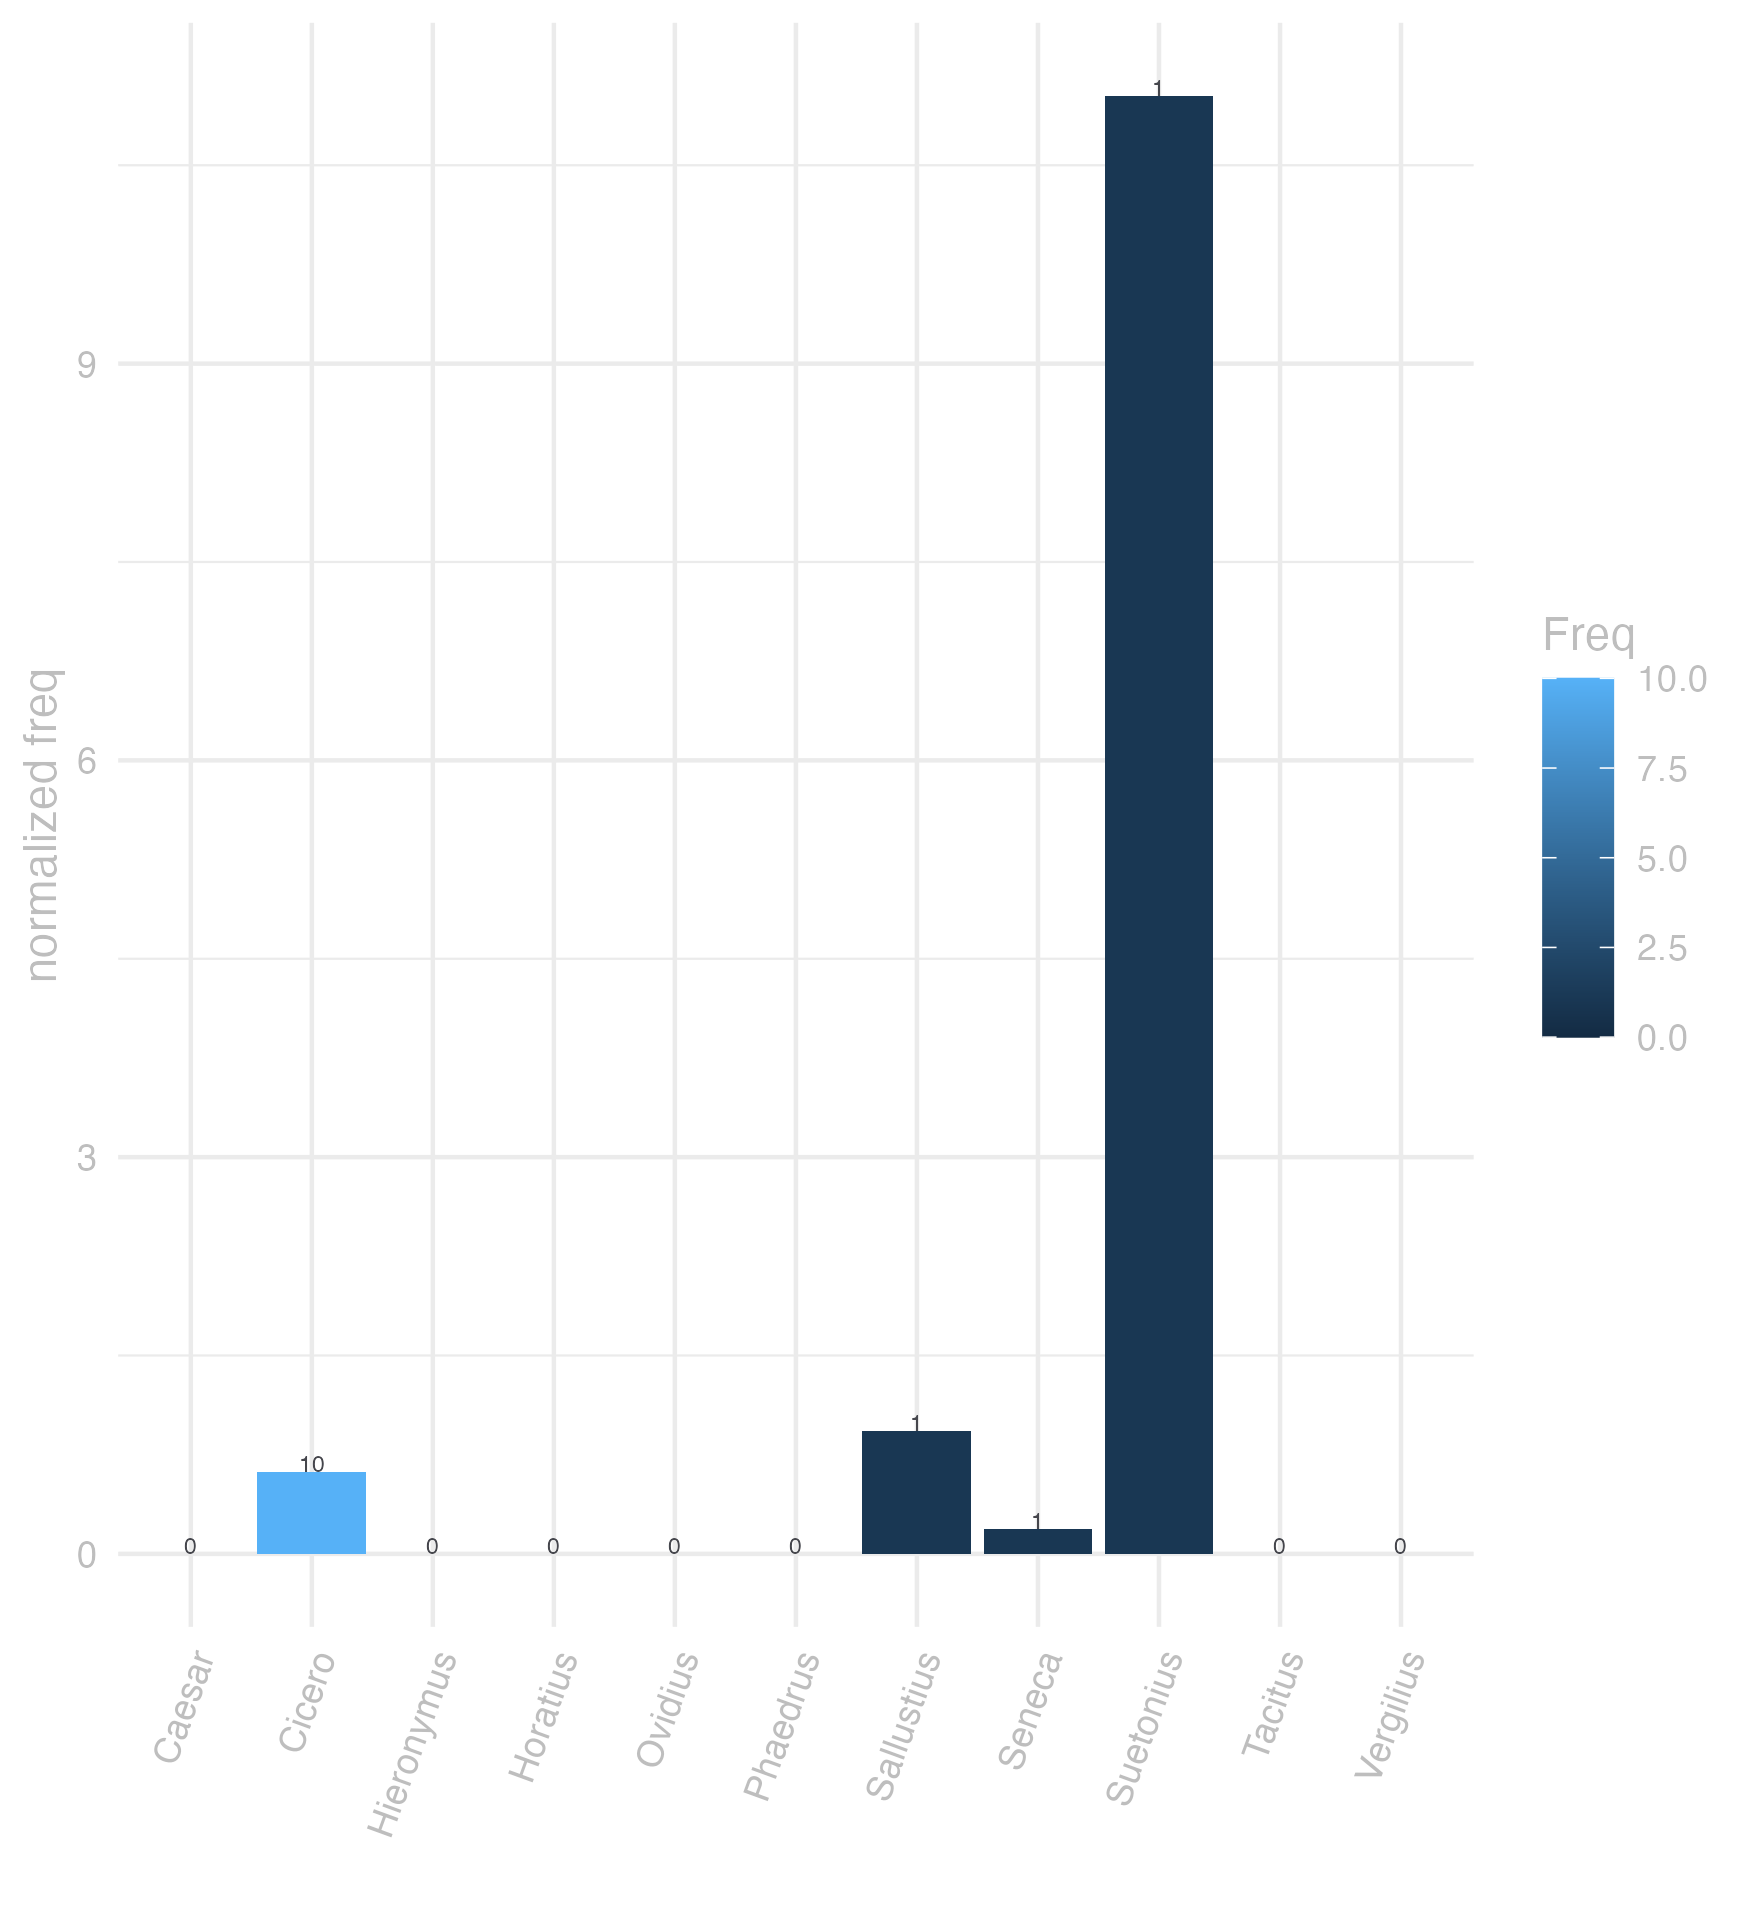 normalized freq
9
6
3
0
1
10
1
1
0
0
0
0
0
0
0
Caesar
Cicero
Hieronymus
Horatius
Ovidius
Phaedrus
Sallustius
Seneca
Suetonius
Tacitus
Vergilius
Freq
10.0
7.5
5.0
2.5
0.0